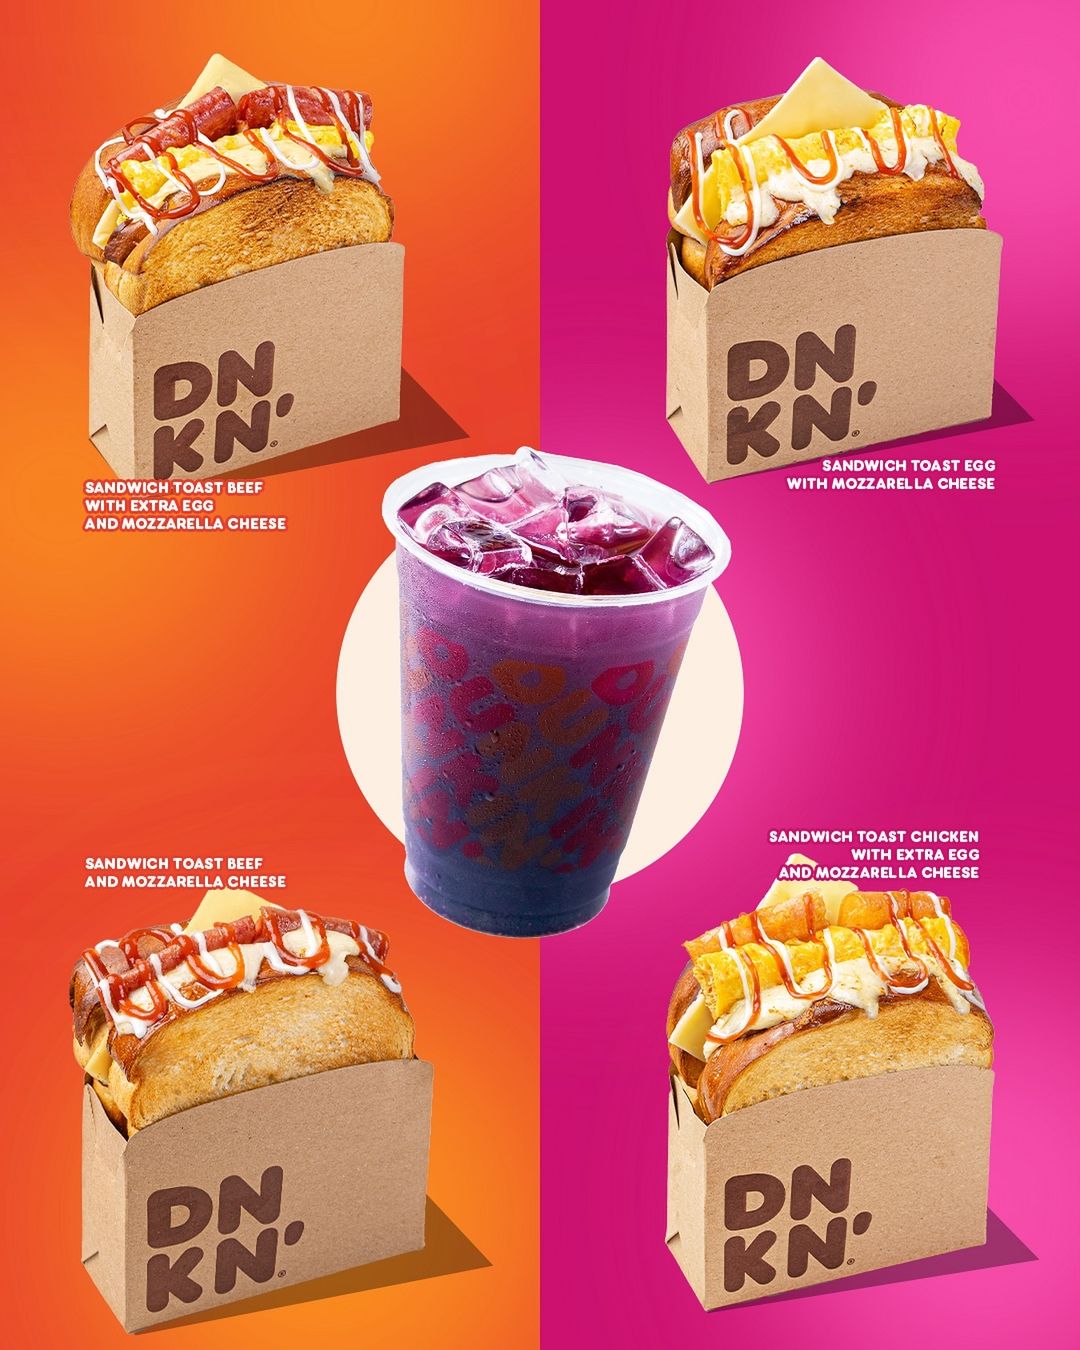 DN
KN'
SANDWICH TOAST BEEF
WITH EXTRA EGG
AND MOZZARELLA CHEESE
DN
KN'
SANDWICH TOAST EGG
WITH MOZZARELLA CHEESE
SANDWICH TOAST BEEF
AND MOZZARELLA CHEESE
DN
KN'
SANDWICH TOAST CHICKEN
WITH EXTRA EGG
AND MOZZARELLA CHEESE
DN
KN'